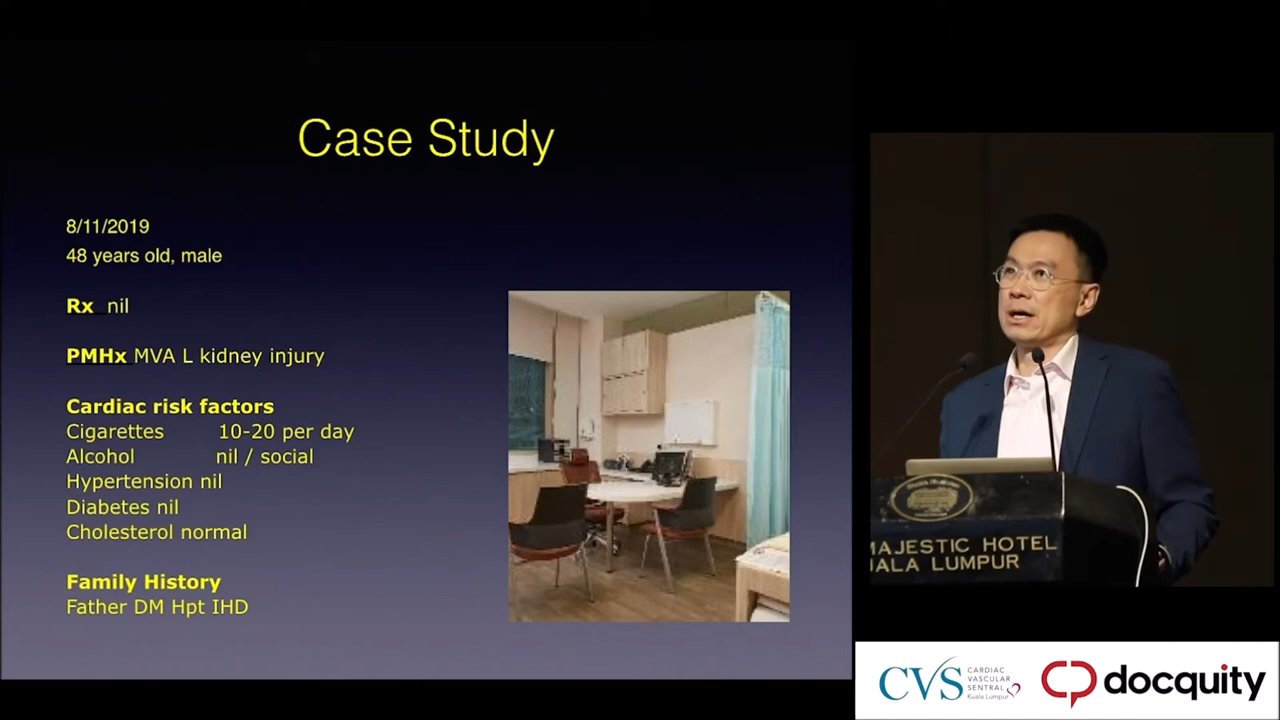 Case Study
8/11/2019
48 years old, male
Rx nil
PMHx MVA L kidney injury
Cardiac risk factors
Cigarettes 10-20 per day
Alcohol nil / social
Hypertension nil
Diabetes nil
Cholesterol normal
Family History
Father DM Hpt IHD
MAJESTIC HOTEL
UALA LUMPUR
CVS CARDIAC
VASCULAR
SENTRAL
Kuala Lumpur
docquity